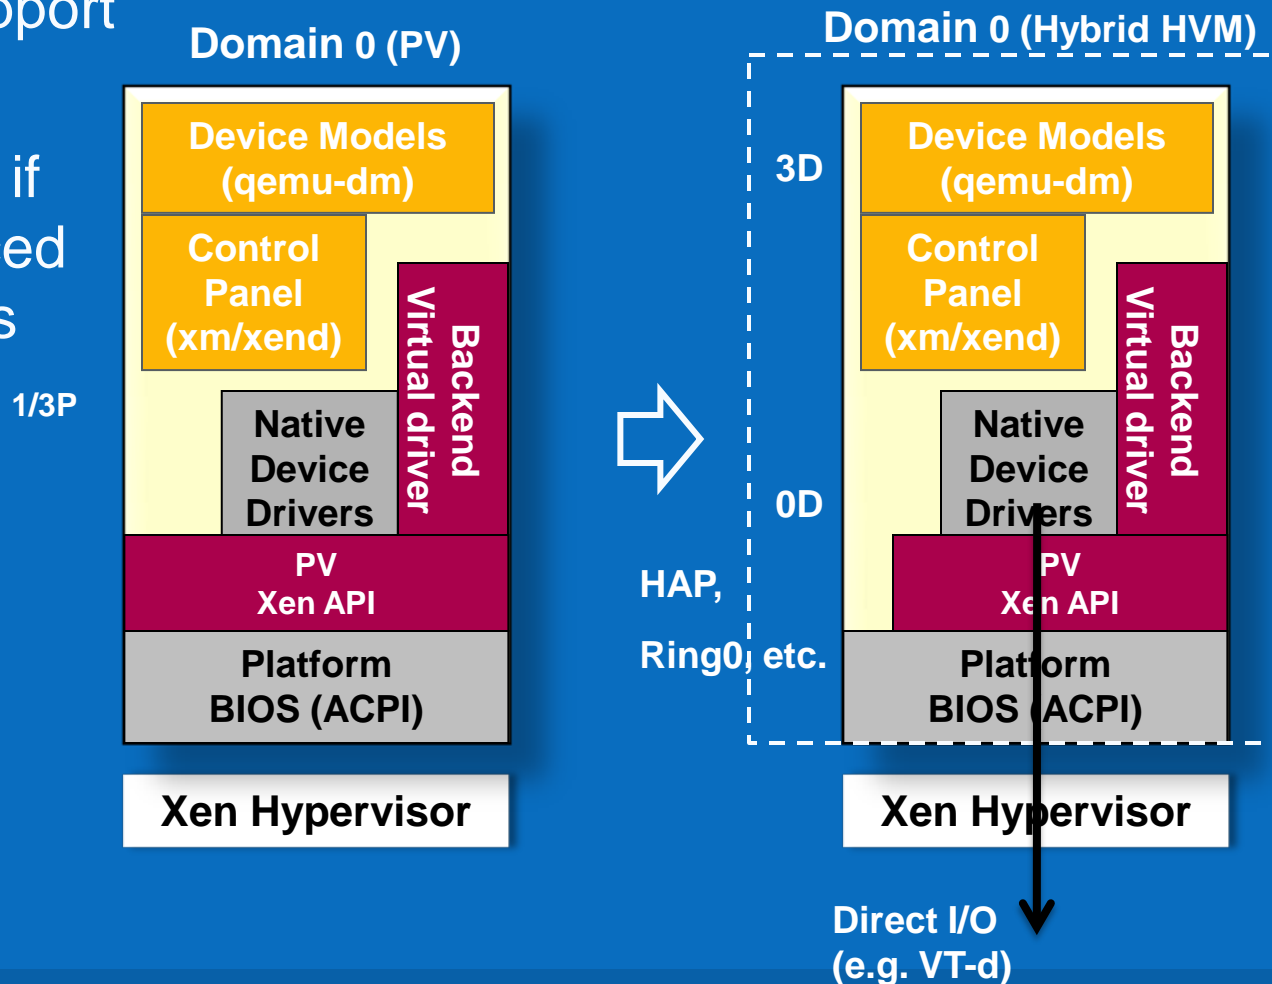 if
Domain 0 (PV)
Device Models
(qemu-dm)
Control
Panel
(xm/xend)
Backend
Virtual driver
1/3P
Native
Device
Drivers
PV
Xen API
Platform
BIOS (ACPI)
Xen Hypervisor
Domain 0 (Hybrid HVM)
3D
Device Models
(qemu-dm)
Control
Panel
(xm/xend)
Backend
Virtual driver
0D
Native
Device
Drivers
HAP,
Ring0, etc.
PV
Xen API
Platform
BIOS (ACPI)
Xen Hypervisor
Direct I/O
(e.g. VT-d)